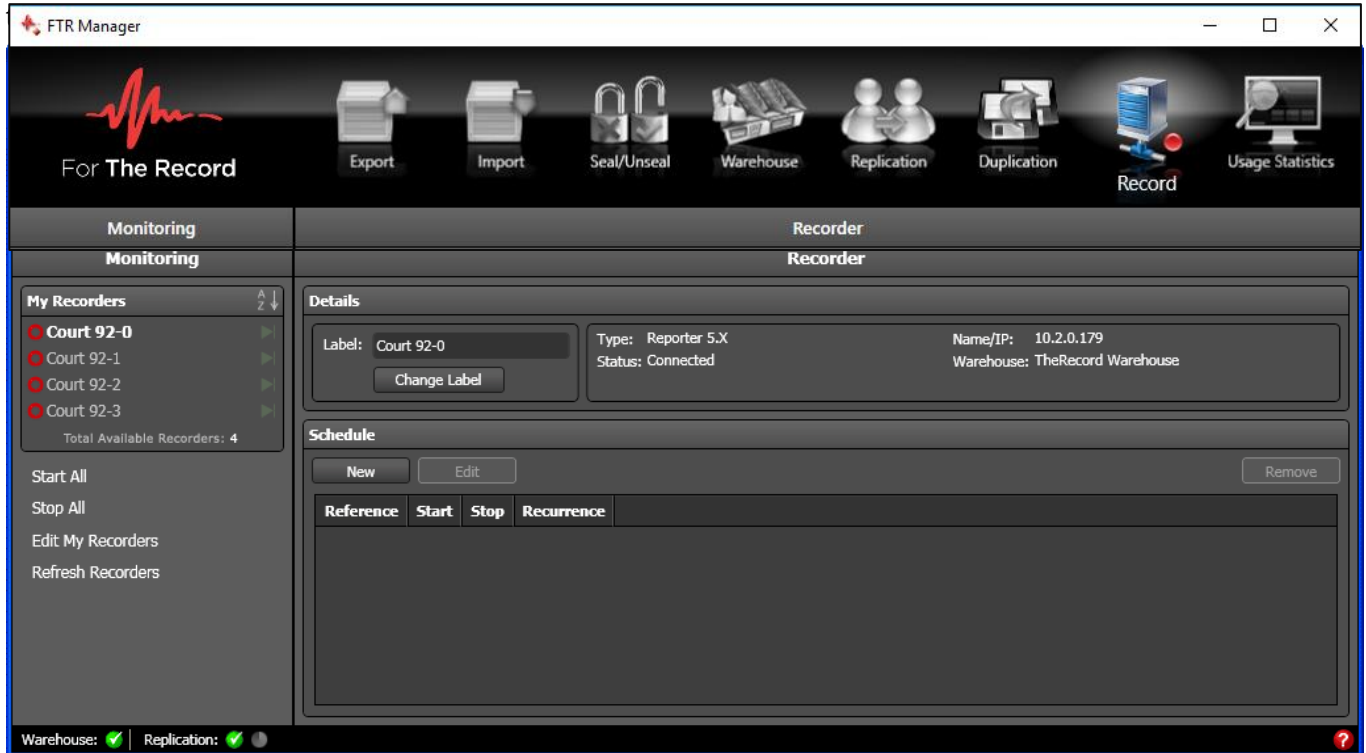 FTR Manager
For The Record
Export
Import
Seal/Unseal
Warehouse
Replication
Duplication
Record
Usage Statistics
Monitoring
Recorder
Monitoring
Recorder
My Recorders
A
Z
Court 92-0
Court 92-1
Court 92-2
Court 92-3
Total Available Recorders: 4
Start All
Stop All
Edit My Recorders
Refresh Recorders
Details
Label: Court 92-0
Change Label
Type: Reporter 5.X
Status: Connected
Name/IP: 10.2.0.179
Warehouse: TheRecord Warehouse
Schedule
New
Edit
Remove
Reference Start Stop Recurrence
Warehouse:
Replication:
?